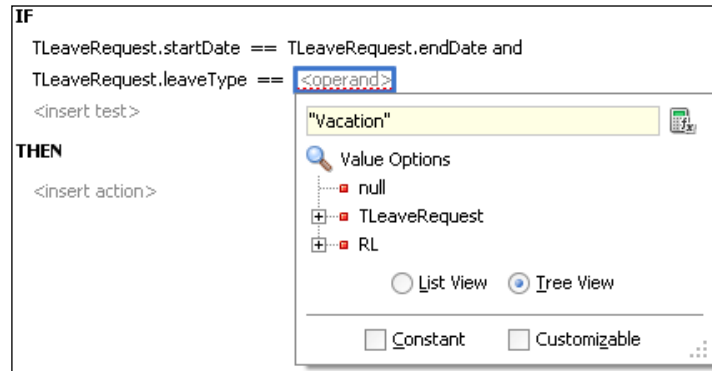 IF
TLeaveRequest.startDate == TLeaveRequest.endDate and
TLeaveRequest.leaveType == <operand>
<insert test>
"Vacation"
THEN
Value Options
null
<insert action>
TLeaveRequest
RL
List View Tree View
Constant Customizable